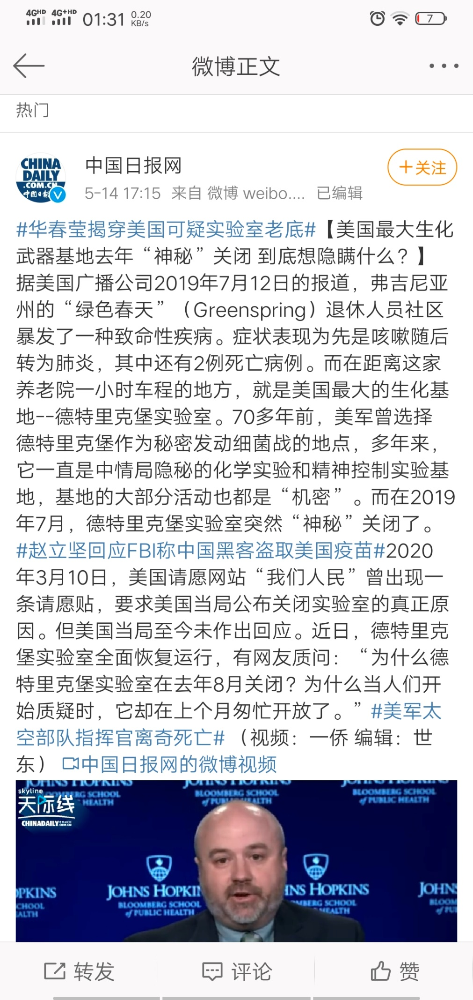 4GHD 4G+HD 01:31 0.20 KB/s 7
微博正文
热门
CHINA
DAILY
.COM.CN
中国日报
中国日报网
+关注
5-14 17:15 来自 微博 weibo.... 已编辑
#华春莹揭穿美国可疑实验室老底#【美国最大生化
武器基地去年“神秘”关闭 到底想隐瞒什么？】
据美国广播公司2019年7月12日的报道，弗吉尼亚
州的“绿色春天”（Greenspring）退休人员社区
暴发了一种致命性疾病。症状表现为先是咳嗽随后
转为肺炎，其中还有2例死亡病例。而在距离这家
养老院一小时车程的地方，就是美国最大的生化基
地--德特里克堡实验室。70多年前，美军曾选择
德特里克堡作为秘密发动细菌战的地点，多年来，
它一直是中情局隐秘的化学实验和精神控制实验基
地，基地的大部分活动也都是“机密”。而在2019
年7月，德特里克堡实验室突然“神秘”关闭了。
#赵立坚回应FBI称中国黑客盗取美国疫苗#2020
年3月10日，美国请愿网站“我们人民”曾出现一
条请愿贴，要求美国当局公布关闭实验室的真正原
因。但美国当局至今未作出回应。近日，德特里克
堡实验室全面恢复运行，有网友质问：“为什么德
特里克堡实验室在去年8月关闭？为什么当人们开
始质疑时，它却在上个月匆忙开放了。”#美军太
空部队指挥官离奇死亡#（视频：一侨 编辑：世
东）中国日报网的微博视频
JOHNS HOPKINS JOHNS HOPKINS JOHNS HOPKINS
skyline
天际线
CHINADAILY
RG SCHOOL
HEALTH
BLOOMBERG SCHOOL
of PUBLIC HEALTH
BLOOMBERG SCHOOL
of PUBLIC HEALTH
OPKINS
CHOOL
ALTH
JOHNS HOPKIN
BLOOMBERG SCHOOL
of PUBLIC HEALTH
HNS HOPKINS
MBERG SCHOOL
HEALTH
JOHNS
BLOOM
of PU
转发 评论 赞